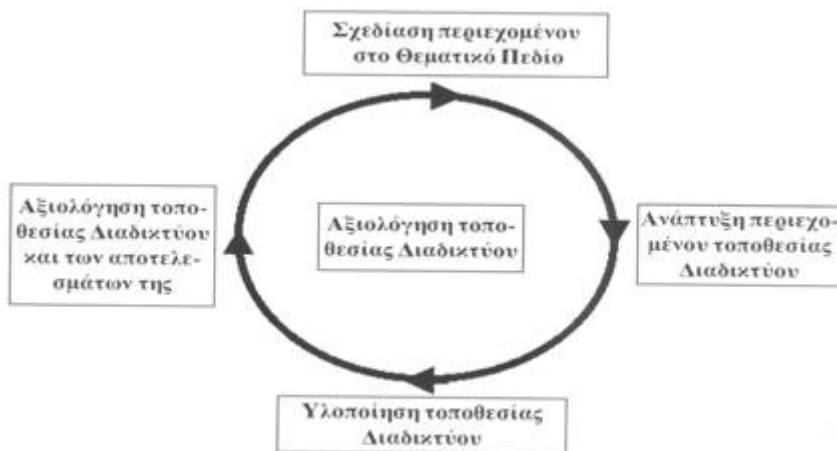 Σχεδίαση περιεχομένου
στο Θεματικό Πεδίο
Αξιολόγηση τοπο-
θεσίας Διαδικτύου
και των αποτελε-
σμάτων της
Αξιολόγηση τοπο-
θεσίας Διαδικτύου
Ανάπτυξη περιεχο-
μένου τοποθεσίας
Διαδικτύου
Υλοποίηση τοποθεσίας
Διαδικτύου